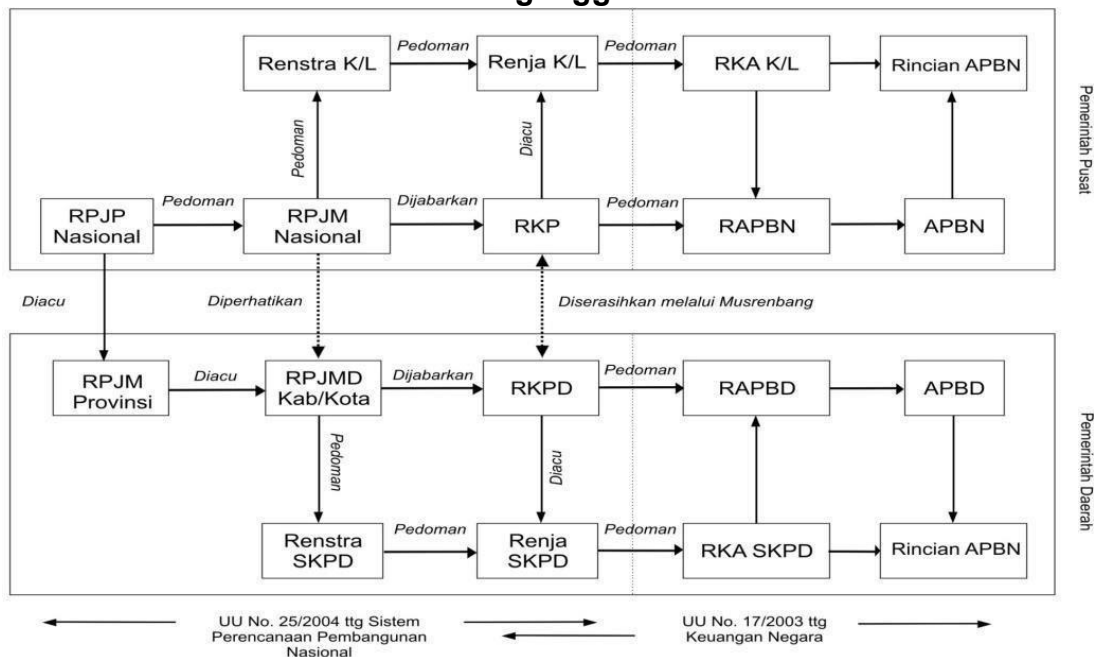 Pedoman
Pedoman
Renstra K/L
Renja K/L
RKA K/L
Rincian APBN
Pedoman
Diacu
Pemerintah Pusat
Pedoman
Dijabarkan
Pedoman
RPJP
Nasional
RPJM
Nasional
RKP
RAPBN
APBN
Diacu
Diperhatikan
Diserasihkan melalui Musrenbang
RPJM
Provinsi
Diacu
RPJMD
Kab/Kota
Dijabarkan
RKPD
Pedoman
RAPBD
APBD
Pedoman
Diacu
Pemerintah Daerah
Renstra
SKPD
Pedoman
Renja
SKPD
Pedoman
RKA SKPD
Rincian APBN
UU No. 25/2004 ttg Sistem
Perencanaan Pembangunan
Nasional
UU No. 17/2003 ttg
Keuangan Negara